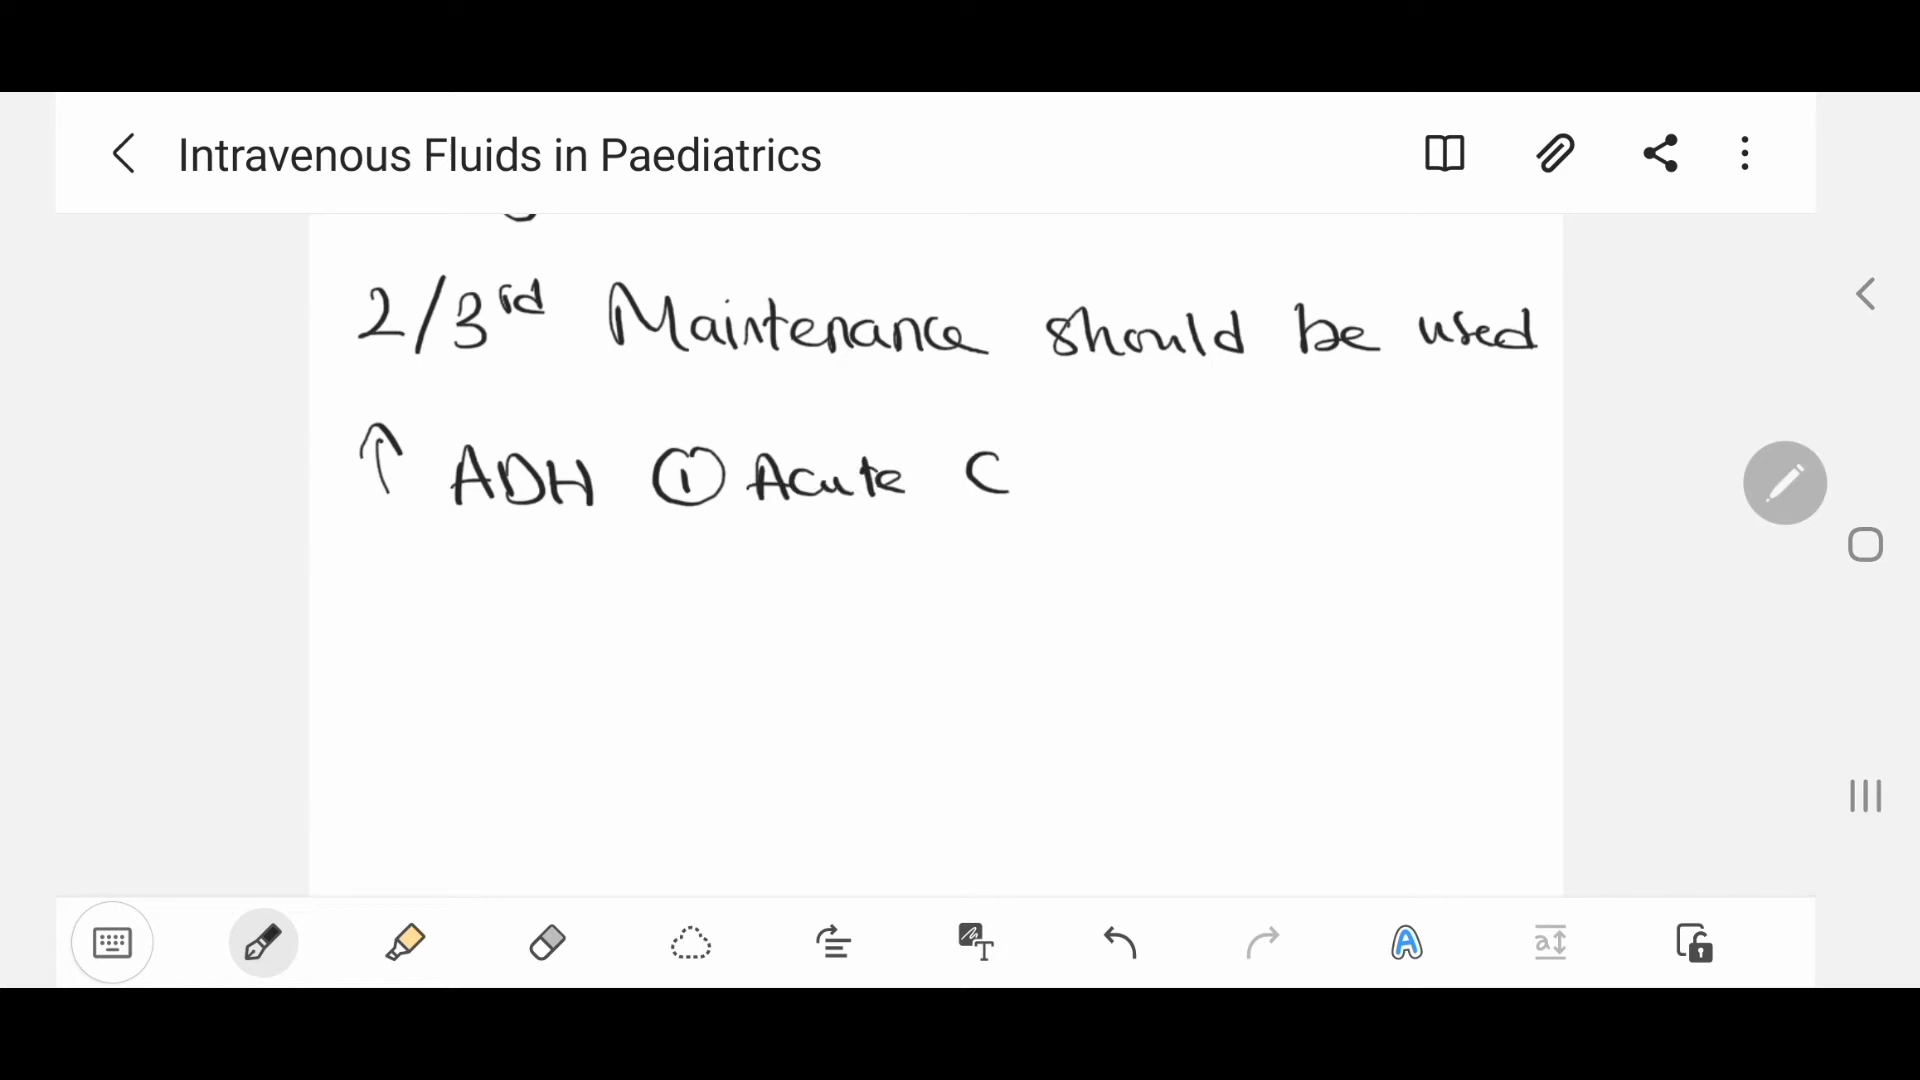 Intravenous Fluids in Paediatrics
2/3rd Maintenance should be used
↑ ADH ① Acute C